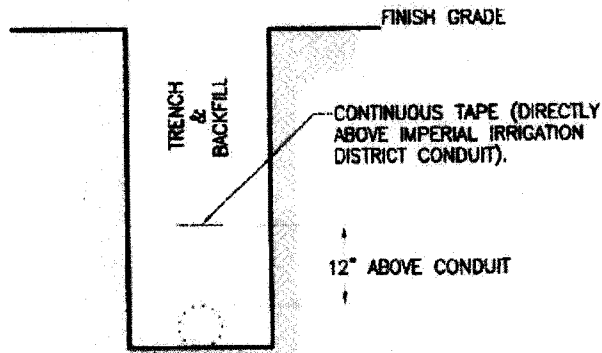 FINISH GRADE
TRENCH
&
BACKFILL
CONTINUOUS TAPE (DIRECTLY
ABOVE IMPERIAL IRRIGATION
DISTRICT CONDUIT).
12" ABOVE CONDUIT